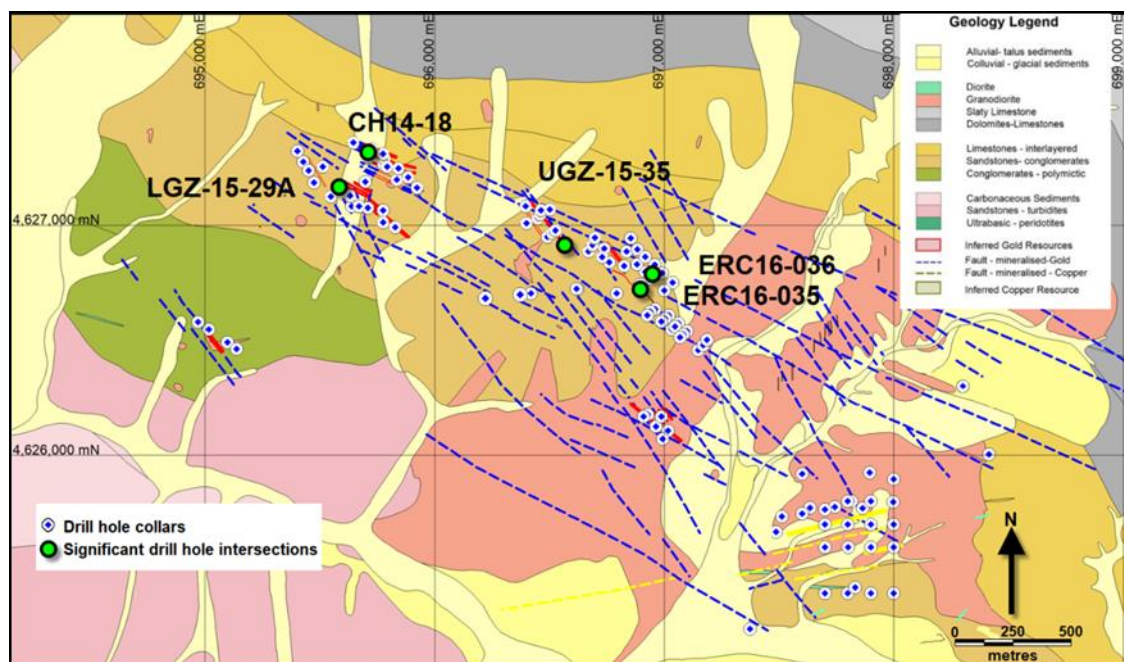 695,000 mE
696,000 mE
697,000 mE
698,000 mE
699,000 mE
Geology Legend
Alluvial- talus sediments
Colluvial - glacial sediments
Diorite
Granodiorite
Slaty Limestone
Dolomites-Limestones
Limestones - interlayered
Sandstones- conglomerates
Conglomerates - polymictic
Carbonaceous Sediments
Sandstones - turbidites
Ultrabasic - peridotites
Inferred Gold Resources
Fault - mineralised-Gold
Fault - mineralised - Copper
Inferred Copper Resource
CH14-18
LGZ-15-29A
UGZ-15-35
4,627,000 mN
ERC16-036
ERC16-035
4,626,000 mN
Drill hole collars
Significant drill hole intersections
N
0 250 500
metres